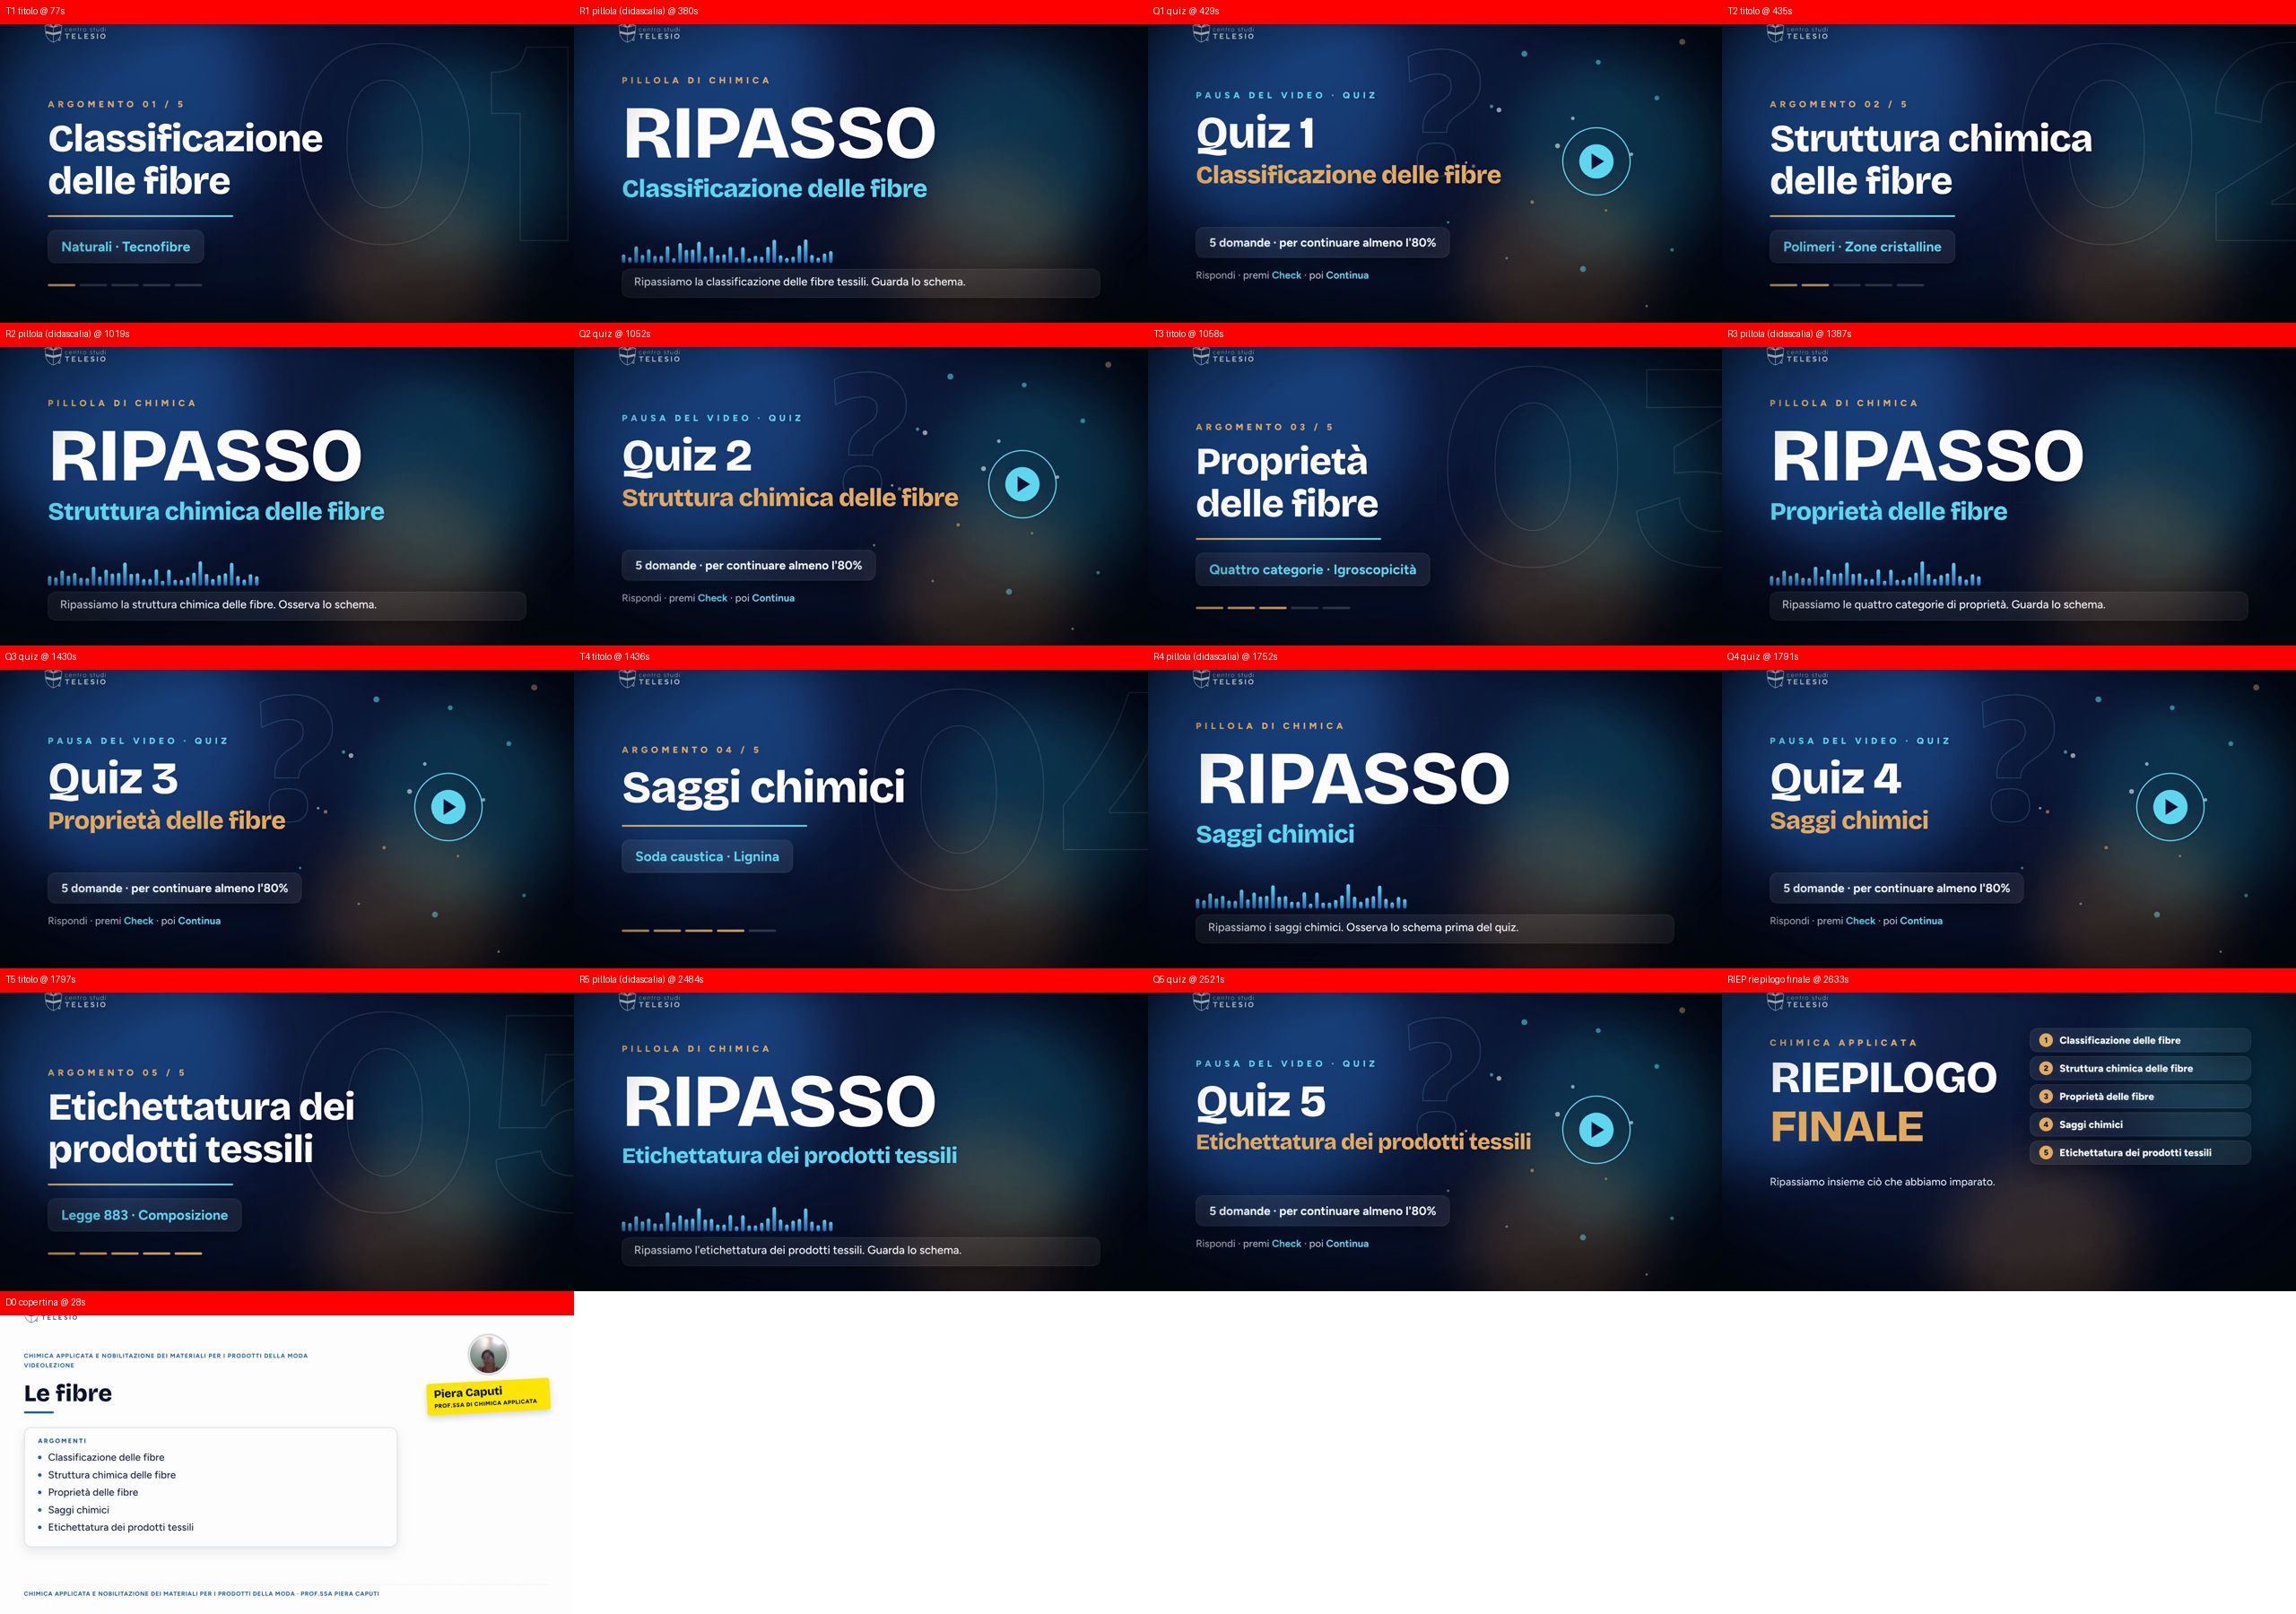 T1 titolo @ 77s
centro studi
TELESIO
ARGOMENTO 01 / 5
Classificazione
delle fibre
Naturali · Tecnofibre
R1 pillola (didascalia) @ 380s
centro studi
TELESIO
PILLOLA DI CHIMICA
RIPASSO
Classificazione delle fibre
Ripassiamo la classificazione delle fibre tessili. Guarda lo schema.
Q1 quiz @ 429s
centro studi
TELESIO
PAUSA DEL VIDEO · QUIZ
Quiz 1
Classificazione delle fibre
5 domande · per continuare almeno l'80%
Rispondi · premi Check · poi Continua
T2 titolo @ 435s
centro studi
TELESIO
ARGOMENTO 02 / 5
Struttura chimica
delle fibre
Polimeri · Zone cristalline
R2 pillola (didascalia) @ 1019s
centro studi
TELESIO
PILLOLA DI CHIMICA
RIPASSO
Struttura chimica delle fibre
Ripassiamo la struttura chimica delle fibre. Osserva lo schema.
Q2 quiz @ 1052s
centro studi
TELESIO
PAUSA DEL VIDEO · QUIZ
Quiz 2
Struttura chimica delle fibre
5 domande · per continuare almeno l'80%
Rispondi · premi Check · poi Continua
T3 titolo @ 1058s
centro studi
TELESIO
ARGOMENTO 03 / 5
Proprietà
delle fibre
Quattro categorie · Igroscopicità
R3 pillola (didascalia) @ 1387s
centro studi
TELESIO
PILLOLA DI CHIMICA
RIPASSO
Proprietà delle fibre
Ripassiamo le quattro categorie di proprietà. Guarda lo schema.
Q3 quiz @ 1430s
centro studi
TELESIO
PAUSA DEL VIDEO · QUIZ
Quiz 3
Proprietà delle fibre
5 domande · per continuare almeno l'80%
Rispondi · premi Check · poi Continua
T4 titolo @ 1436s
centro studi
TELESIO
ARGOMENTO 04 / 5
Saggi chimici
Soda caustica · Lignina
R4 pillola (didascalia) @ 1752s
centro studi
TELESIO
PILLOLA DI CHIMICA
RIPASSO
Saggi chimici
Ripassiamo i saggi chimici. Osserva lo schema prima del quiz.
Q4 quiz @ 1791s
centro studi
TELESIO
PAUSA DEL VIDEO · QUIZ
Quiz 4
Saggi chimici
5 domande · per continuare almeno l'80%
Rispondi · premi Check · poi Continua
T5 titolo @ 1797s
centro studi
TELESIO
ARGOMENTO 05 / 5
Etichettatura dei
prodotti tessili
Legge 883 · Composizione
R5 pillola (didascalia) @ 2484s
centro studi
TELESIO
PILLOLA DI CHIMICA
RIPASSO
Etichettatura dei prodotti tessili
Ripassiamo l'etichettatura dei prodotti tessili. Guarda lo schema.
Q5 quiz @ 2521s
centro studi
TELESIO
PAUSA DEL VIDEO · QUIZ
Quiz 5
Etichettatura dei prodotti tessili
5 domande · per continuare almeno l'80%
Rispondi · premi Check · poi Continua
RIEP riepilogo finale @ 2633s
centro studi
TELESIO
CHIMICA APPLICATA
RIEPILOGO
FINALE
Ripassiamo insieme ciò che abbiamo imparato.
1 Classificazione delle fibre
2 Struttura chimica delle fibre
3 Proprietà delle fibre
4 Saggi chimici
5 Etichettatura dei prodotti tessili
D0 copertina @ 28s
TELESIO
CHIMICA APPLICATA E NOBILITAZIONE DEI MATERIALI PER I PRODOTTI DELLA MODA
VIDEOLEZIONE
Le fibre
Piera Caputi
PROF.SSA DI CHIMICA APPLICATA
ARGOMENTI
• Classificazione delle fibre
• Struttura chimica delle fibre
• Proprietà delle fibre
• Saggi chimici
• Etichettatura dei prodotti tessili
CHIMICA APPLICATA E NOBILITAZIONE DEI MATERIALI PER I PRODOTTI DELLA MODA · PROF.SSA PIERA CAPUTI